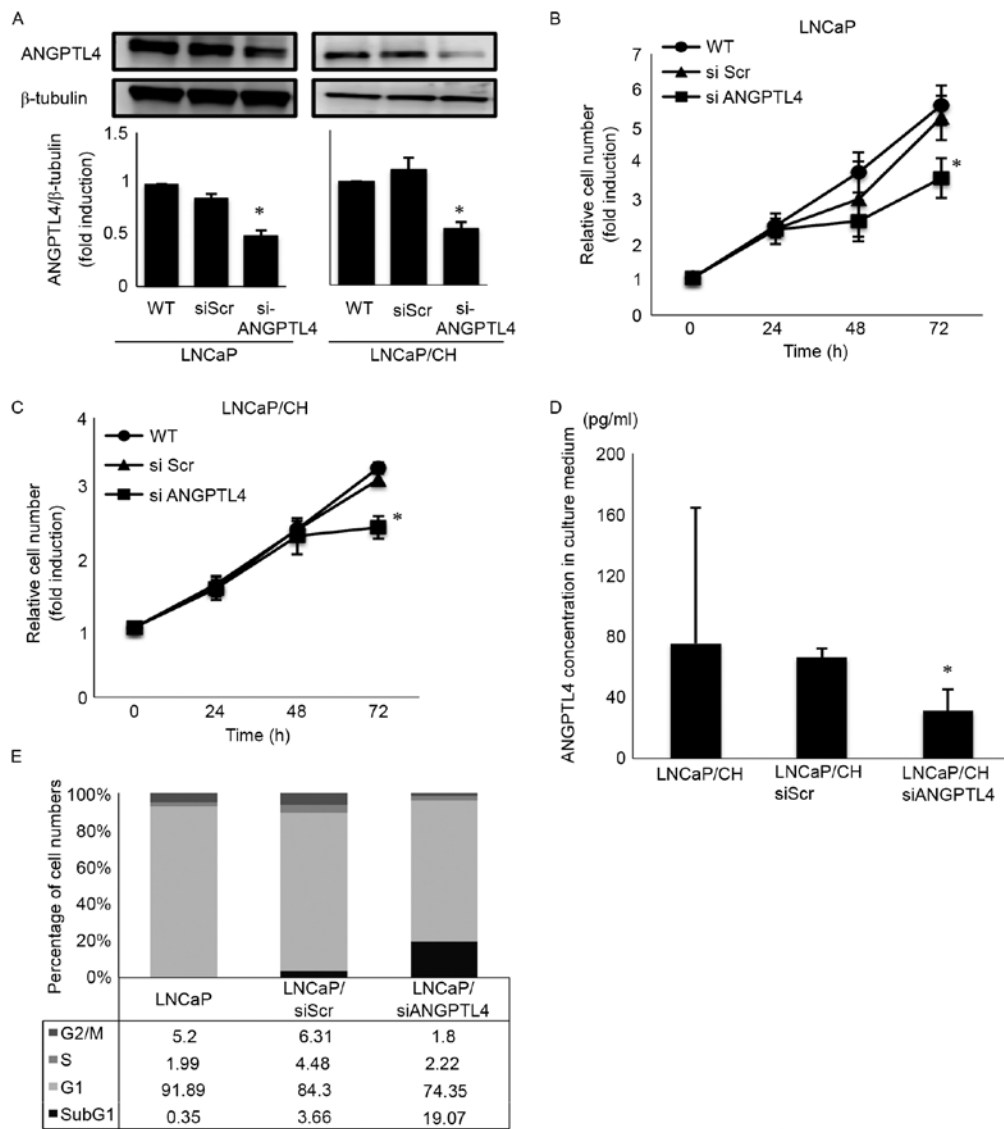 A
ANGPTL4
β-tubulin
ANGPTL4/β-tubulin
(fold induction)
1.5
1
0.5
0
WT siScr si-
ANGPTL4
LNCaP
WT siScr si-
ANGPTL4
LNCaP/CH
*
*
B
LNCaP
WT
si Scr
si ANGPTL4
Relative cell number
(fold induction)
7
6
5
4
3
2
1
0
*
0 24 48 72
Time (h)
C
LNCaP/CH
WT
si Scr
si ANGPTL4
Relative cell number
(fold induction)
4
3
2
1
0
*
0 24 48 72
Time (h)
D
(pg/ml)
ANGPTL4 concentration in culture medium
200
160
120
80
40
0
*
LNCaP/CH
LNCaP/CH
siScr
LNCaP/CH
siANGPTL4
E
Percentage of cell numbers
100%
80%
60%
40%
20%
0%
LNCaP
LNCaP/
siScr
LNCaP/
siANGPTL4
G2/M 5.2 6.31 1.8
S 1.99 4.48 2.22
G1 91.89 84.3 74.35
SubG1 0.35 3.66 19.07